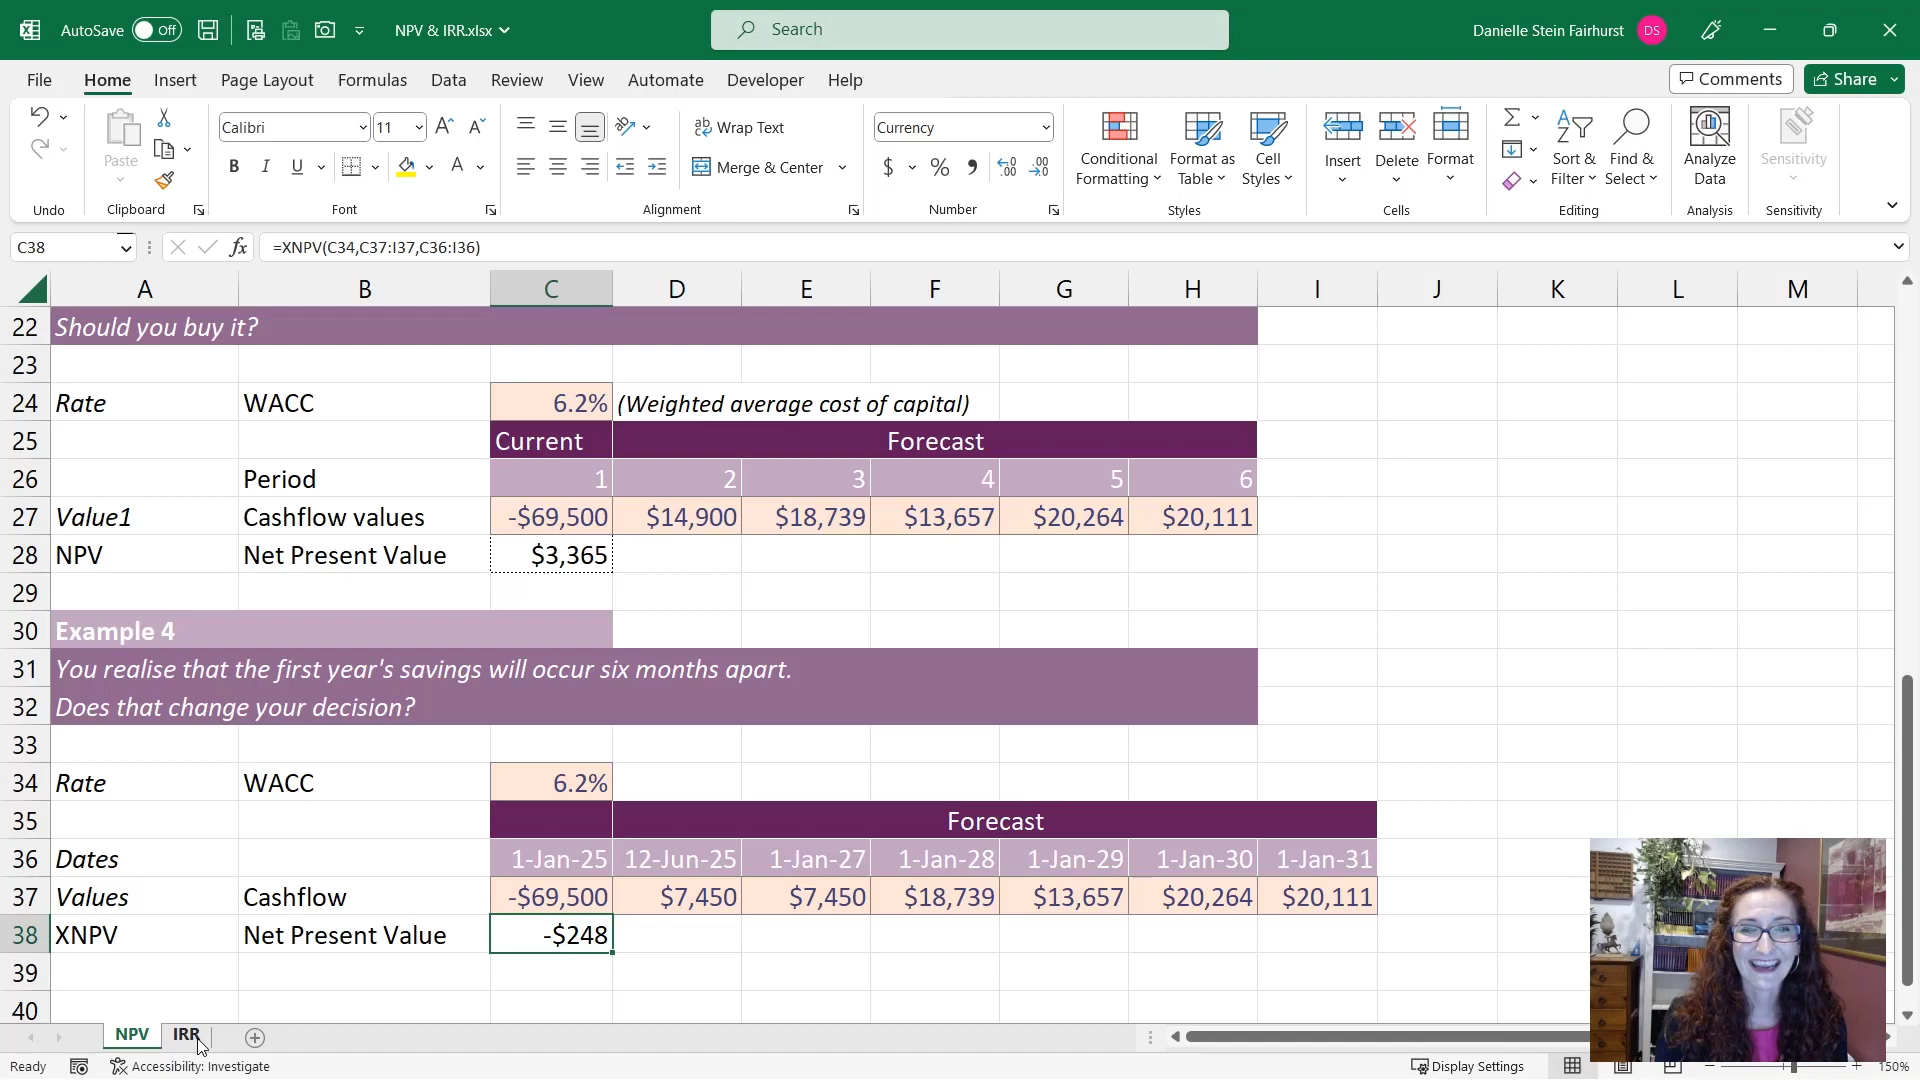 AutoSave Off NPV & IRR.xlsx Search Danielle Stein Fairhurst DS
File Home Insert Page Layout Formulas Data Review View Automate Developer Help Comments Share
Calibri 11 Wrap Text Currency
Paste B I U A Merge & Center $ % Conditional Formatting Format as Table Cell Styles Insert Delete Format Sort & Filter Find & Select Analyze Data Sensitivity
Undo Clipboard Font Alignment Number Styles Cells Editing Analysis Sensitivity
C38 fx =XNPV(C34,C37:I37,C36:I36)
A B C D E F G H I J K L M
22 Should you buy it?
23
24 Rate WACC 6.2% (Weighted average cost of capital)
25 Current Forecast
26 Period 1 2 3 4 5 6
27 Value1 Cashflow values -$69,500 $14,900 $18,739 $13,657 $20,264 $20,111
28 NPV Net Present Value $3,365
29
30 Example 4
31 You realise that the first year's savings will occur six months apart.
32 Does that change your decision?
33
34 Rate WACC 6.2%
35 Forecast
36 Dates 1-Jan-25 12-Jun-25 1-Jan-27 1-Jan-28 1-Jan-29 1-Jan-30 1-Jan-31
37 Values Cashflow -$69,500 $7,450 $7,450 $18,739 $13,657 $20,264 $20,111
38 XNPV Net Present Value -$248
39
40
NPV IRR
Ready Accessibility: Investigate Display Settings 150%